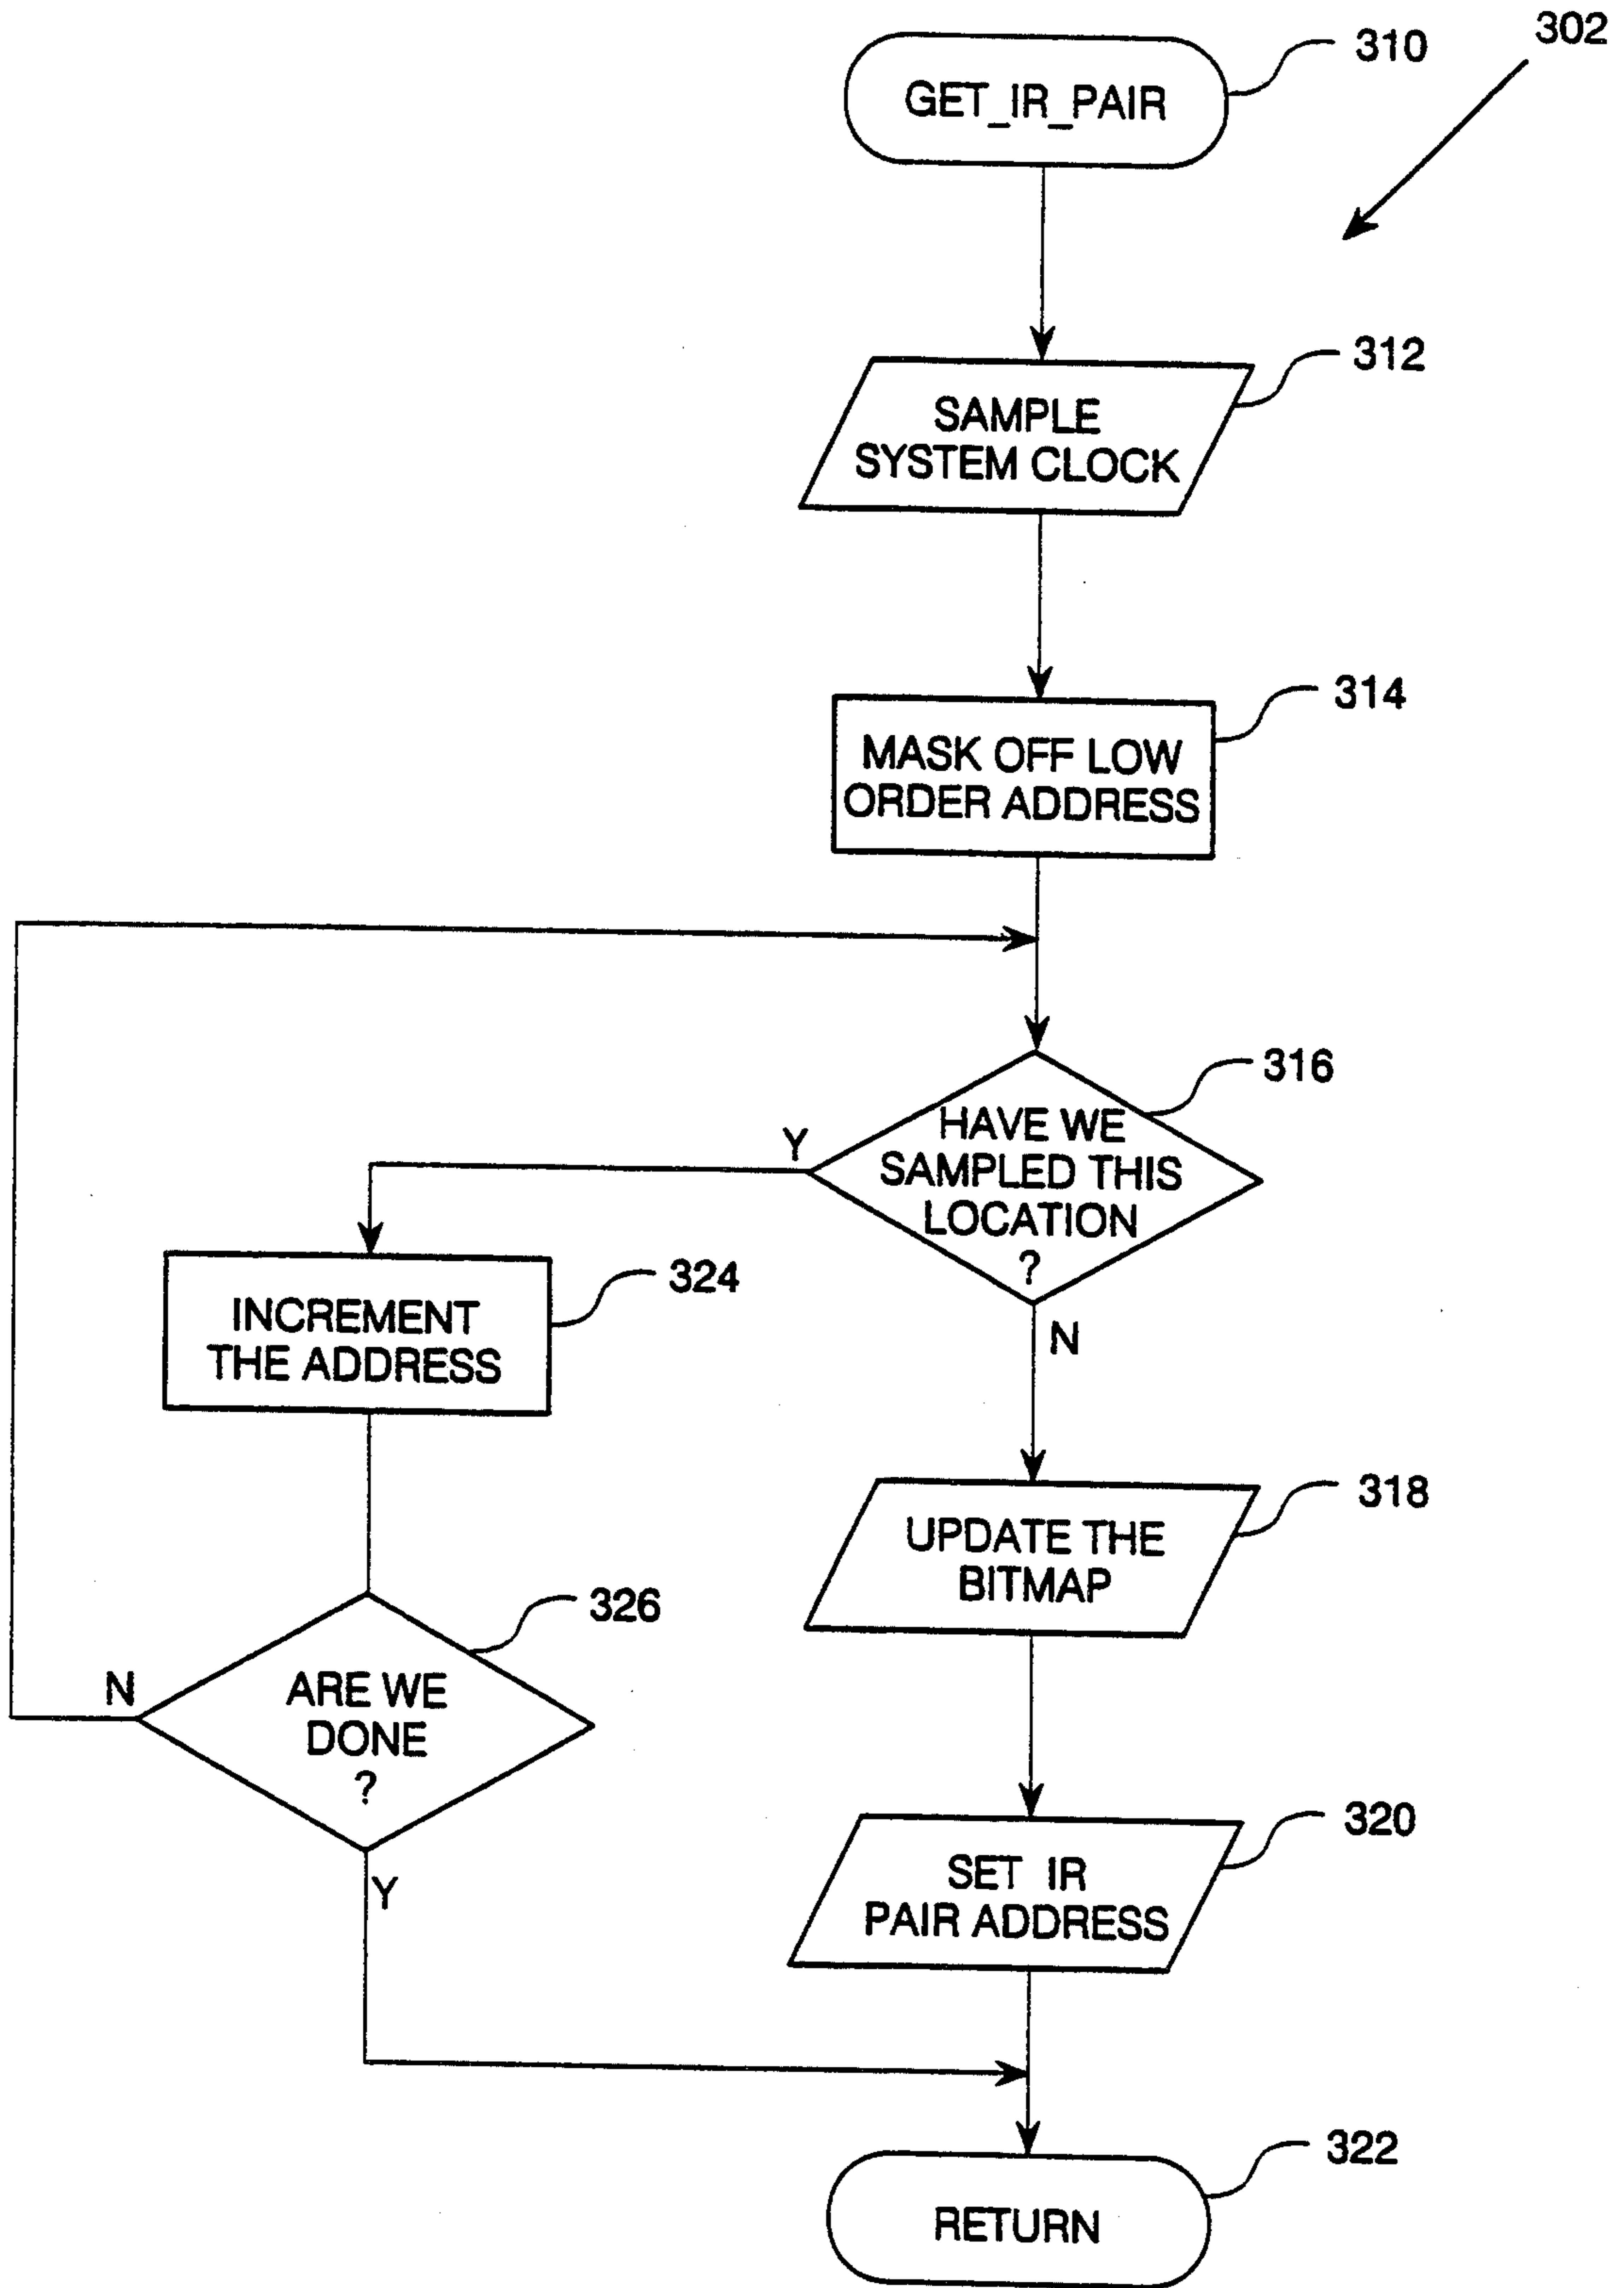 302
310
GET_IR_PAIR
312
SAMPLE
SYSTEM CLOCK
314
MASK OFF LOW
ORDER ADDRESS
316
HAVE WE
SAMPLED THIS
LOCATION
?
Y
N
324
INCREMENT
THE ADDRESS
318
UPDATE THE
BITMAP
326
ARE WE
DONE
?
N
Y
320
SET IR
PAIR ADDRESS
322
RETURN